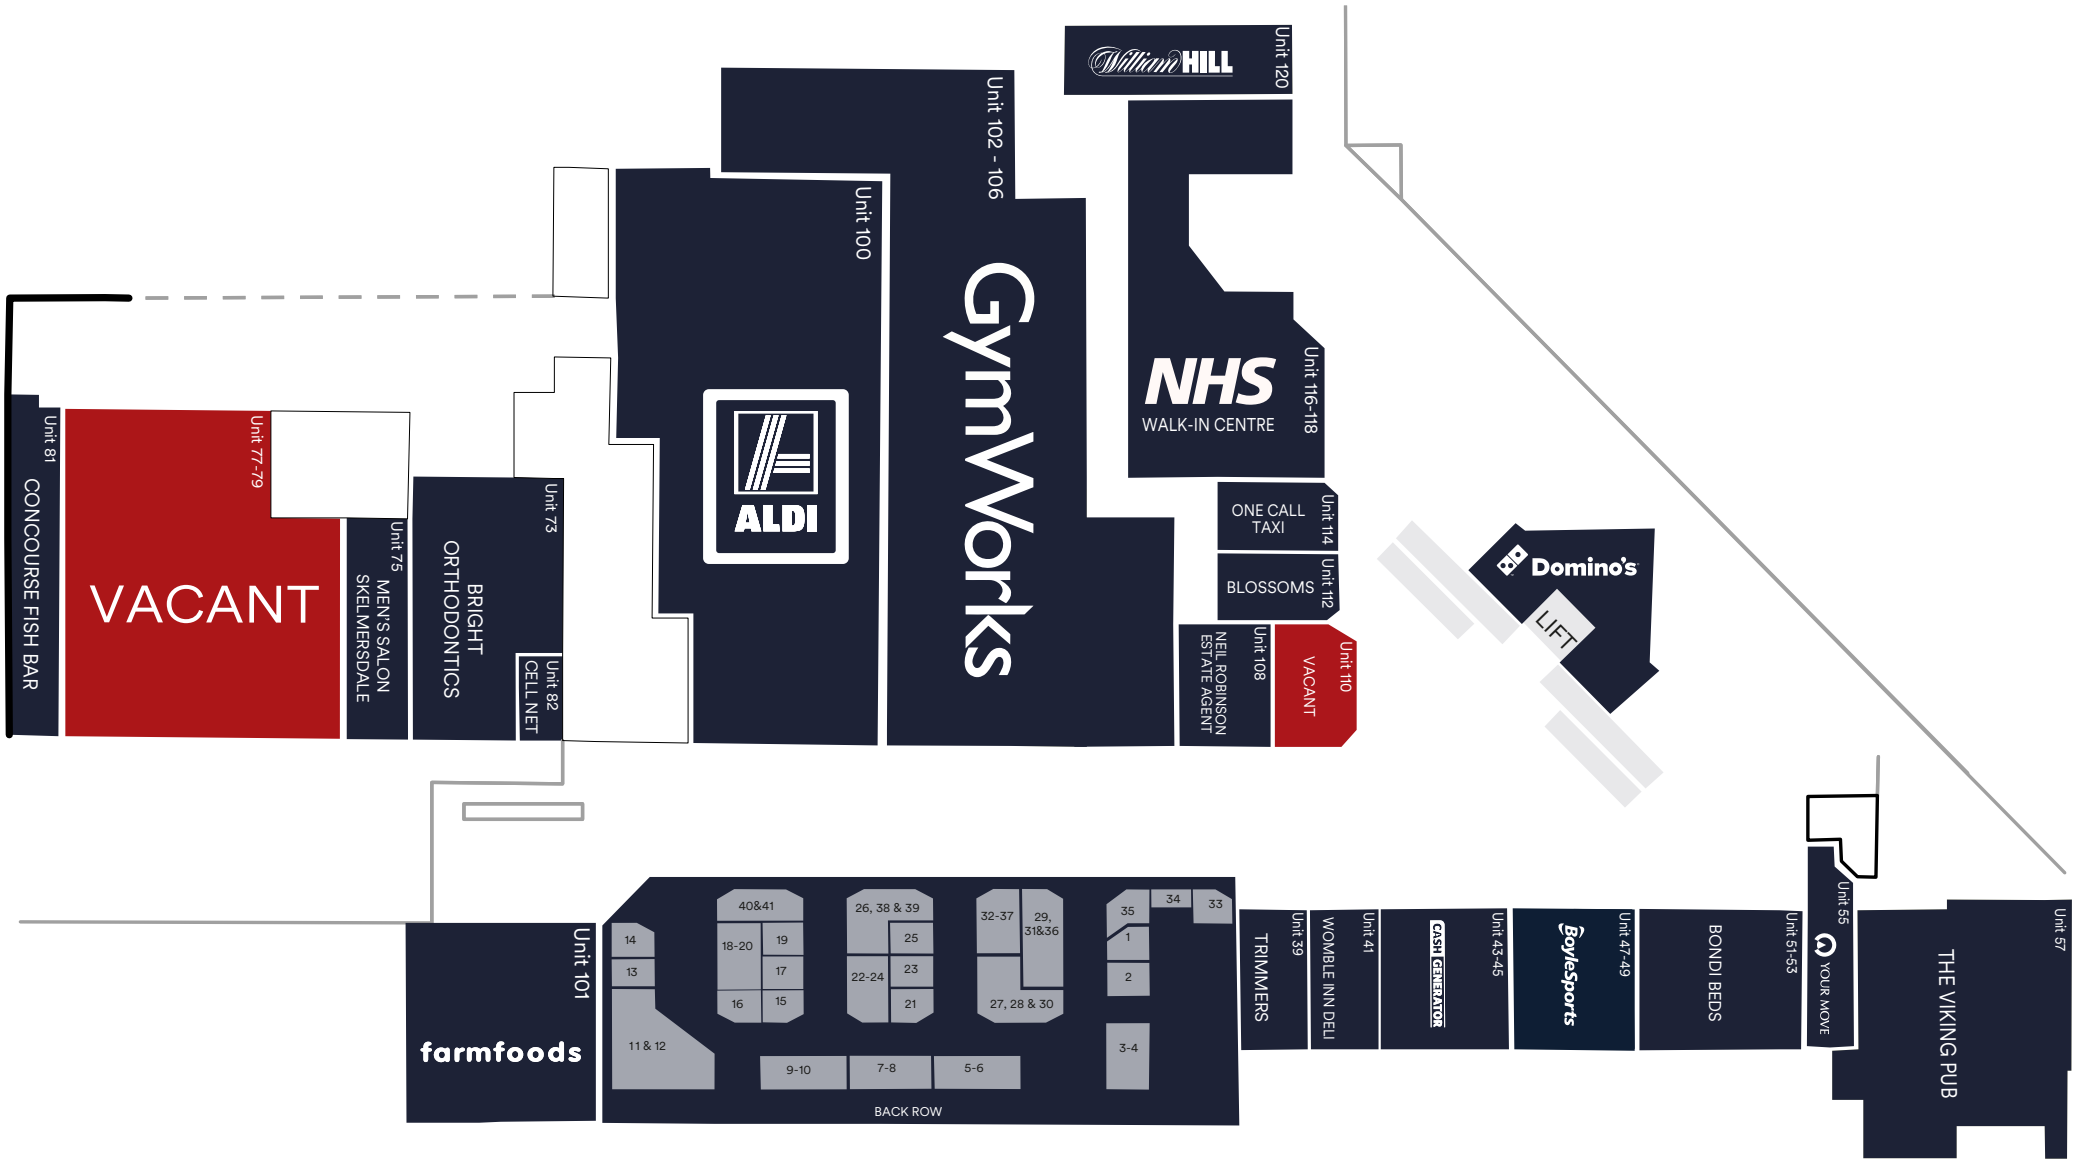 William HILL
Unit 120
Unit 102 - 106
GymWorks
Unit 100
ALDI
NHS
WALK-IN CENTRE
Unit 116-118
ONE CALL
TAXI
Unit 114
BLOSSOMS
Unit 112
NEIL ROBINSON
ESTATE AGENT
Unit 108
VACANT
Unit 110
Domino's
LIFT
Unit 81
CONCOURSE FISH BAR
Unit 77-79
VACANT
Unit 75
MEN'S SALON
SKELMERSDALE
Unit 73
BRIGHT
ORTHODONTICS
Unit 82
CELL NET
Unit 101
farmfoods
14
13
11 & 12
40&41
18-20
19
17
16
15
26, 38 & 39
25
22-24
23
21
32-37
29,
31&36
27, 28 & 30
35
34
33
1
2
3-4
9-10
7-8
5-6
BACK ROW
Unit 39
TRIMMERS
Unit 41
WOMBLE INN DELI
Unit 43-45
CASH GENERATOR
Unit 47-49
BoyleSports
Unit 51-53
BONDI BEDS
Unit 55
YOUR MOVE
Unit 57
THE VIKING PUB